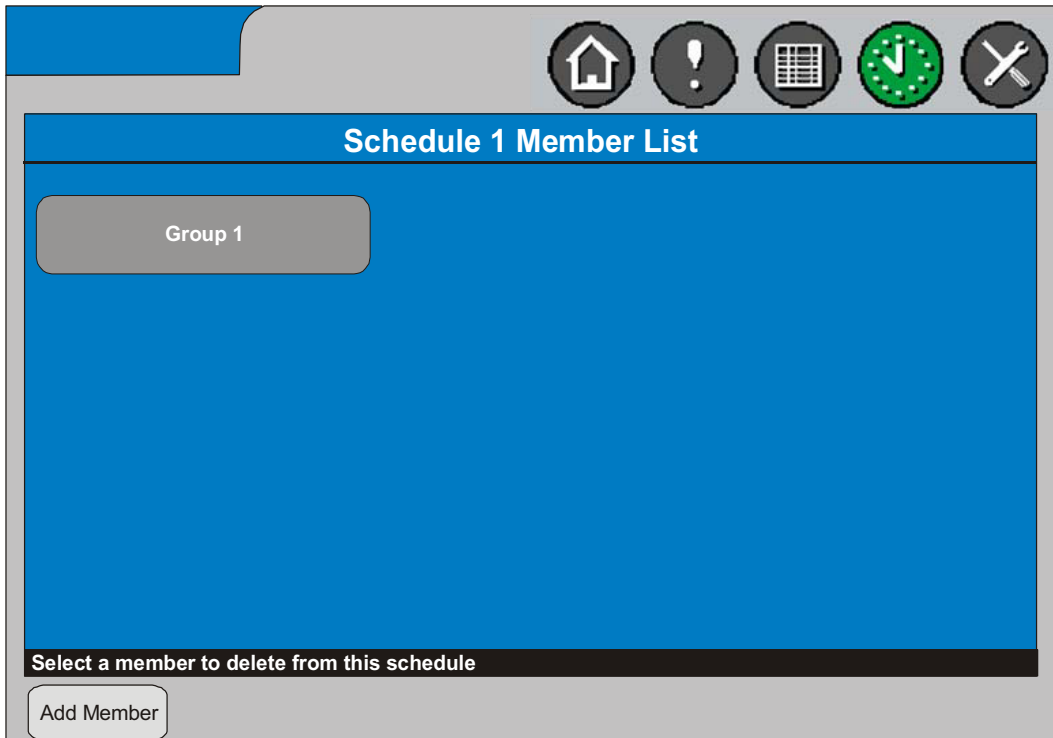 Schedule 1 Member List
Group 1
Select a member to delete from this schedule
Add Member